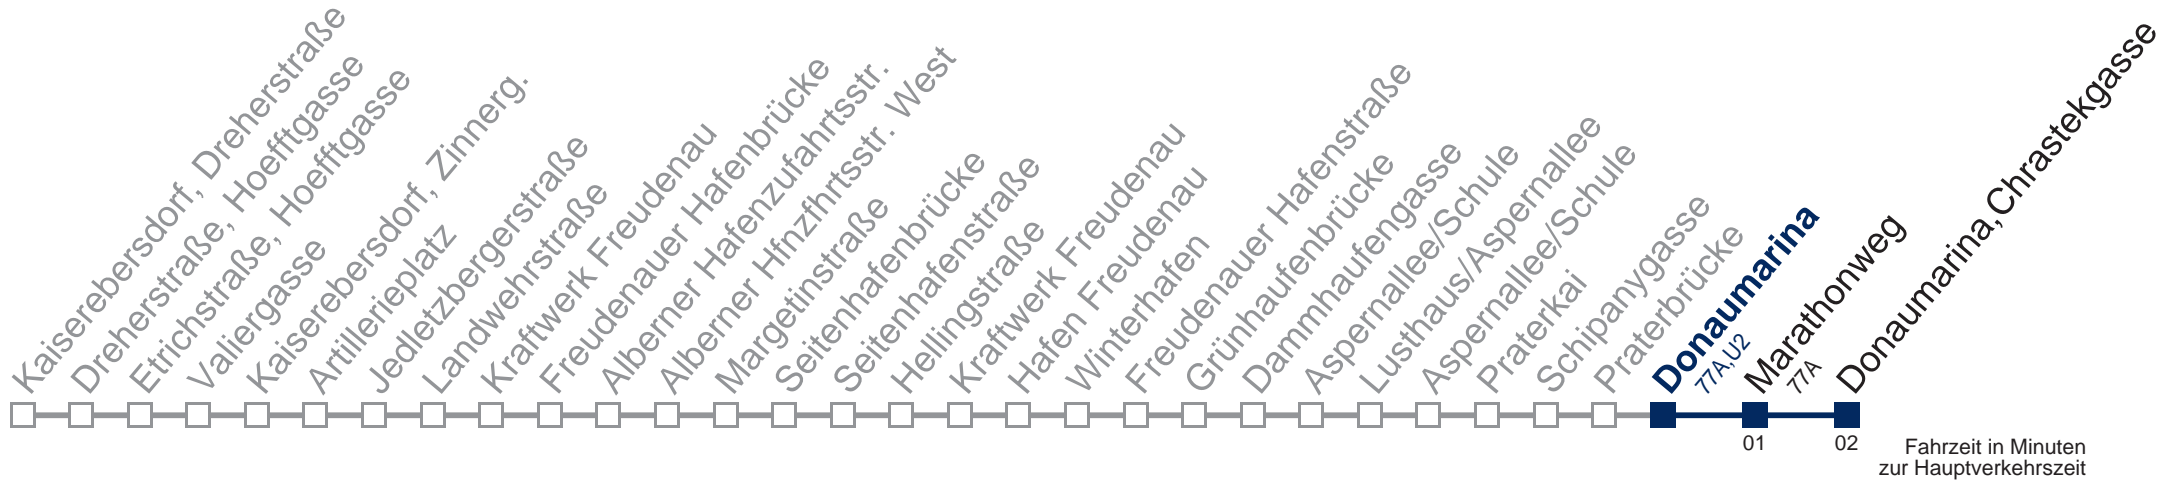 Kaiserebersdorf, Dreherstraße
Dreherstraße, Hoefftgasse
Etrichstraße, Hoefftgasse
Valiergasse
Kaiserebersdorf, Zinnerg.
Artillerieplatz
Jedletzbergerstraße
Landwehrstraße
Kraftwerk Freudenau
Freudenauer Hafenbrücke
Alberner Hafenzufahrtsstr.
Alberner Hfnzfhrtsstr. West
Margetinstraße
Seitenhafenbrücke
Seitenhafenstraße
Hellingstraße
Kraftwerk Freudenau
Hafen Freudenau
Winterhafen
Freudenauer Hafenstraße
Grünhaufenbrücke
Dammhaufengasse
Aspernallee/Schule
Lusthaus/Aspernallee
Aspernallee/Schule
Praterkai
Schipanygasse
Praterbrücke
Donaumarina
77A,U2
Marathonweg
77A
Donaumarina, Chrastekgasse
01
02
Fahrzeit in Minuten
zur Hauptverkehrszeit